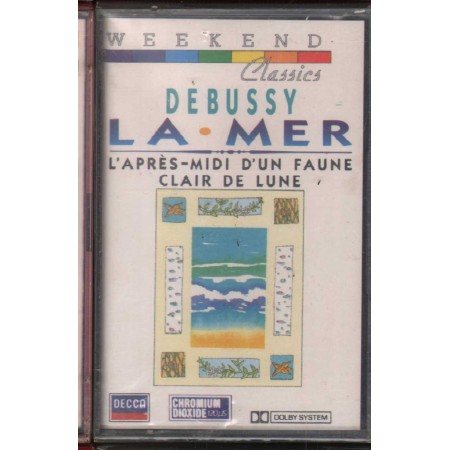 WEEKEND
Classics
DEBUSSY
LA·MER
L'APRÈS-MIDI D'UN FAUNE
CLAIR DE LUNE
DECCA
CHROMIUM
DIOXIDE
DOLBY SYSTEM